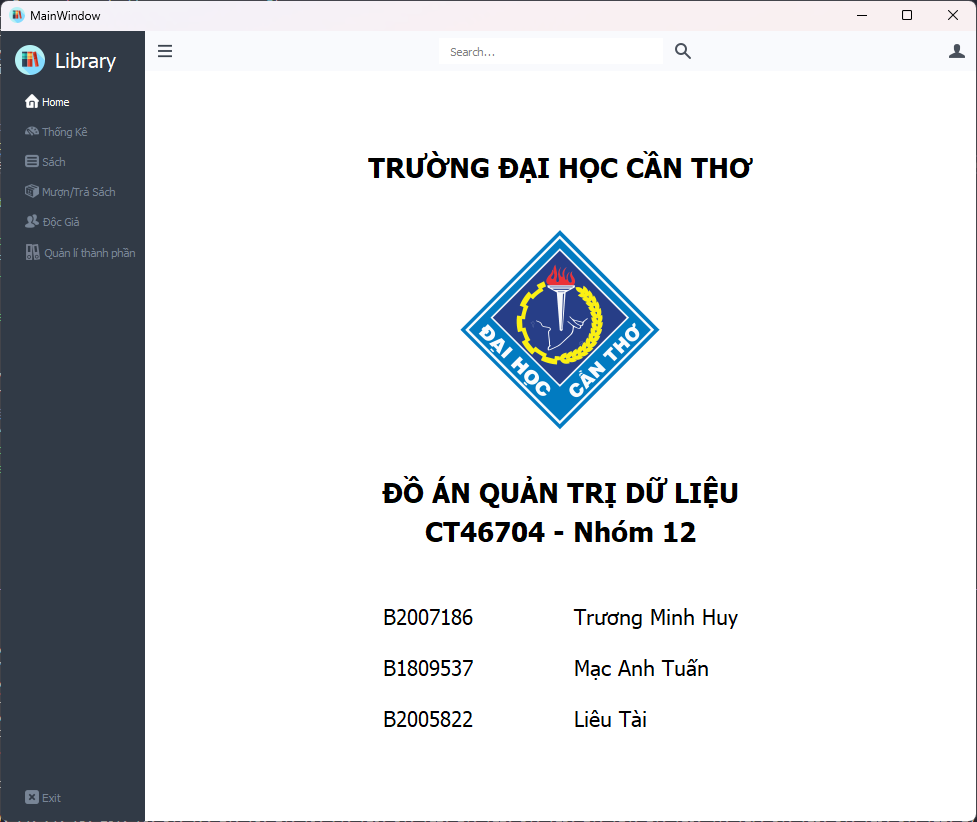 MainWindow
Library
Search...
Home
Thống Kê
Sách
Mượn/Trả Sách
Độc Giả
Quản lí thành phần
Exit
TRƯỜNG ĐẠI HỌC CẦN THƠ
ĐẠI HỌC CẦN THƠ
ĐỒ ÁN QUẢN TRỊ DỮ LIỆU
CT46704 - Nhóm 12
B2007186 Trương Minh Huy
B1809537 Mạc Anh Tuấn
B2005822 Liêu Tài